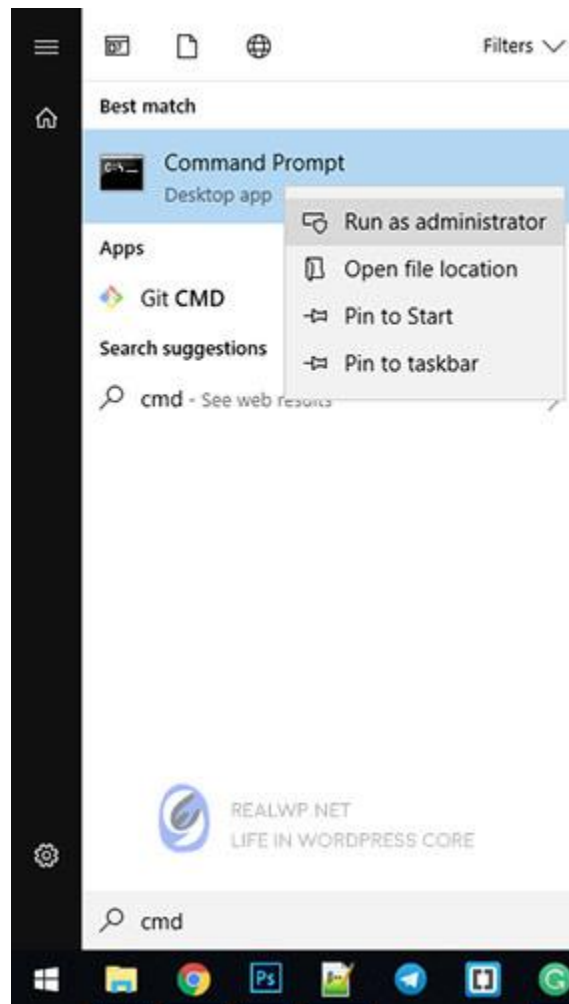 Filters
Best match
Command Prompt
Desktop app
Run as administrator
Apps
Open file location
Git CMD
Pin to Start
Search suggestions
Pin to taskbar
cmd - See web results
REALWP NET
LIFE IN WORDPRESS CORE
cmd
Ps